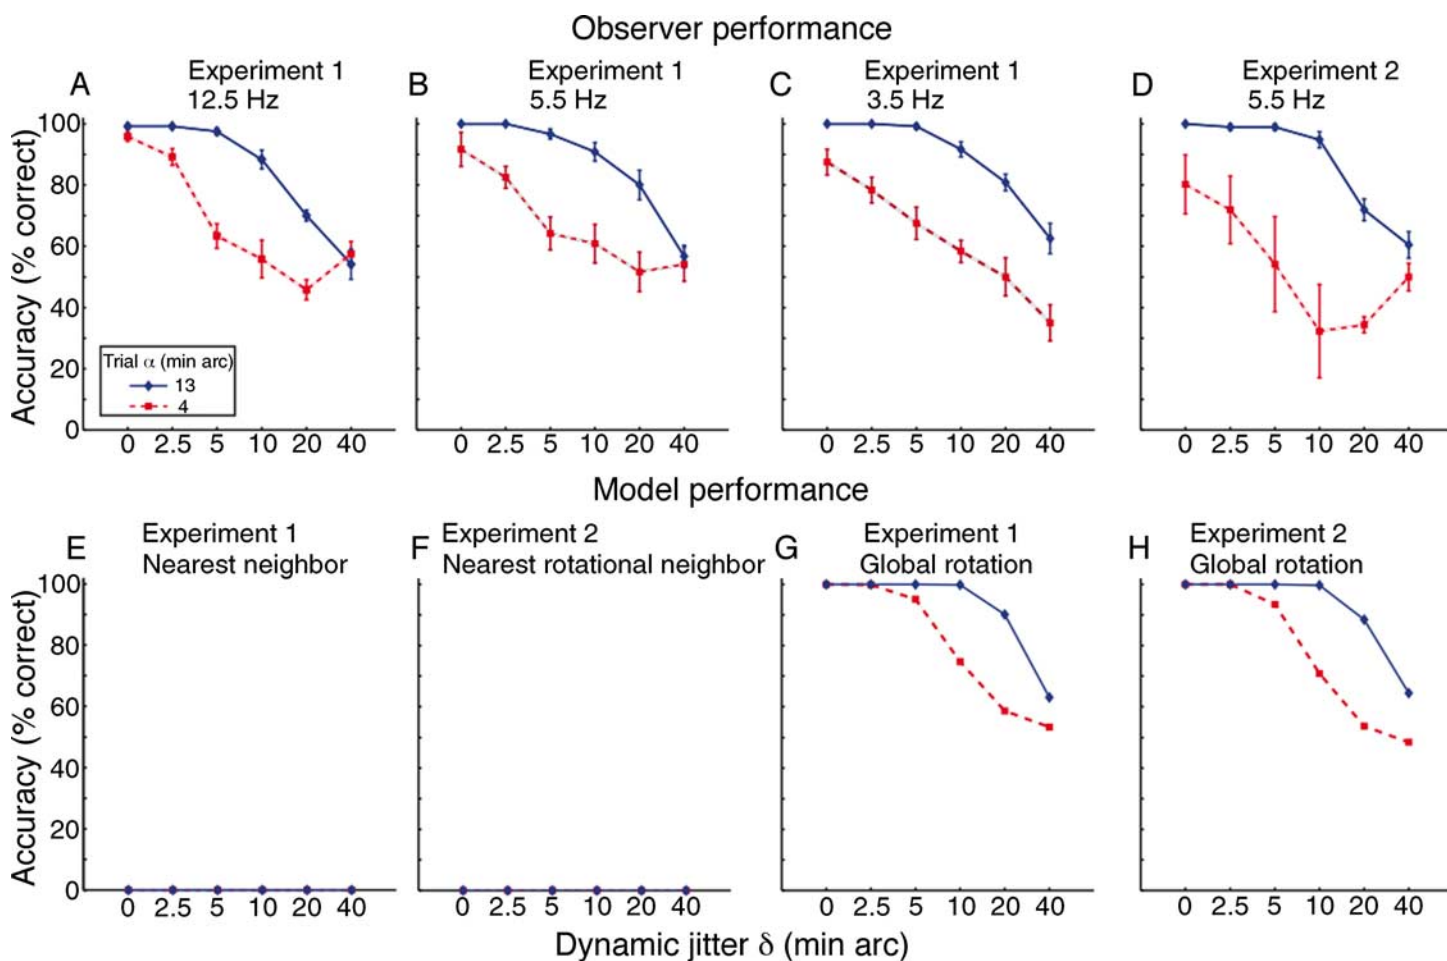 Observer performance
A
Experiment 1
12.5 Hz
B
Experiment 1
5.5 Hz
C
Experiment 1
3.5 Hz
D
Experiment 2
5.5 Hz
Accuracy (% correct)
100
80
60
40
20
0
Trial α (min arc)
13
4
0 2.5 5 10 20 40
0 2.5 5 10 20 40
0 2.5 5 10 20 40
0 2.5 5 10 20 40
Model performance
E
Experiment 1
Nearest neighbor
F
Experiment 2
Nearest rotational neighbor
G
Experiment 1
Global rotation
H
Experiment 2
Global rotation
Accuracy (% correct)
100
80
60
40
20
0
0 2.5 5 10 20 40
0 2.5 5 10 20 40
0 2.5 5 10 20 40
0 2.5 5 10 20 40
Dynamic jitter δ (min arc)